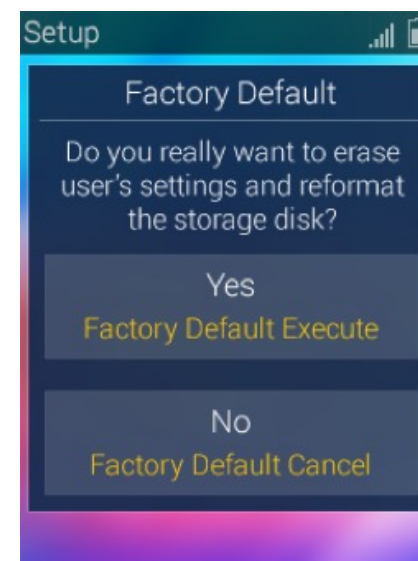 Setup
Factory Default
Do you really want to erase
user's settings and reformat
the storage disk?
Yes
Factory Default Execute
No
Factory Default Cancel